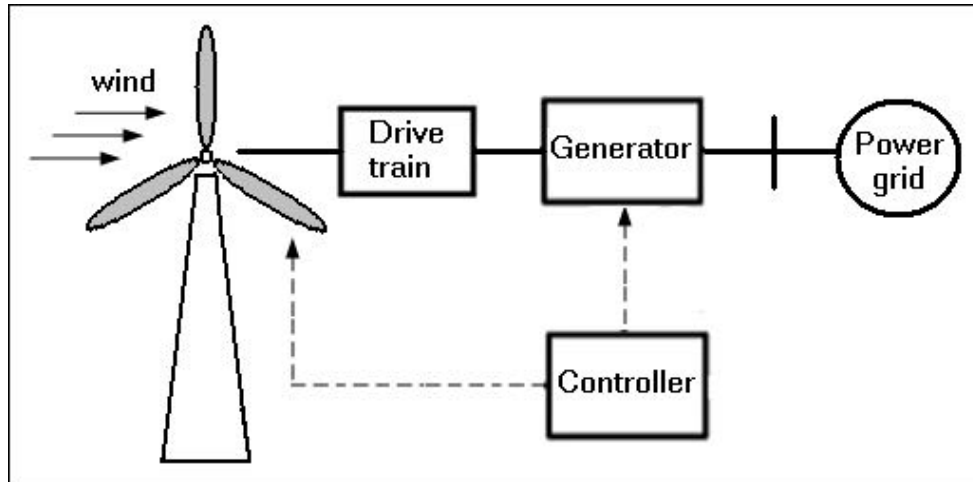 wind
Drive
train
Generator
Power
grid
Controller